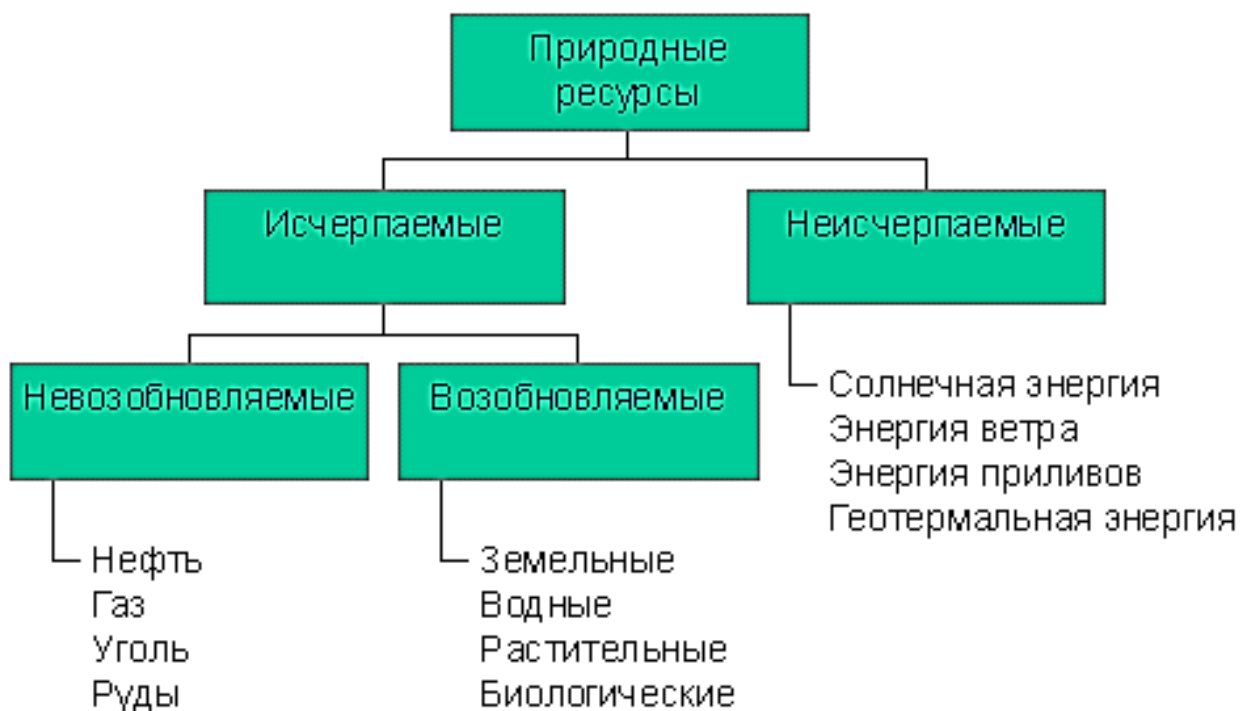 Природные
ресурсы
Исчерпаемые
Неисчерпаемые
Невозобновляемые
Возобновляемые
Солнечная энергия
Энергия ветра
Энергия приливов
Геотермальная энергия
Нефть
Газ
Уголь
Руды
Земельные
Водные
Растительные
Биологические